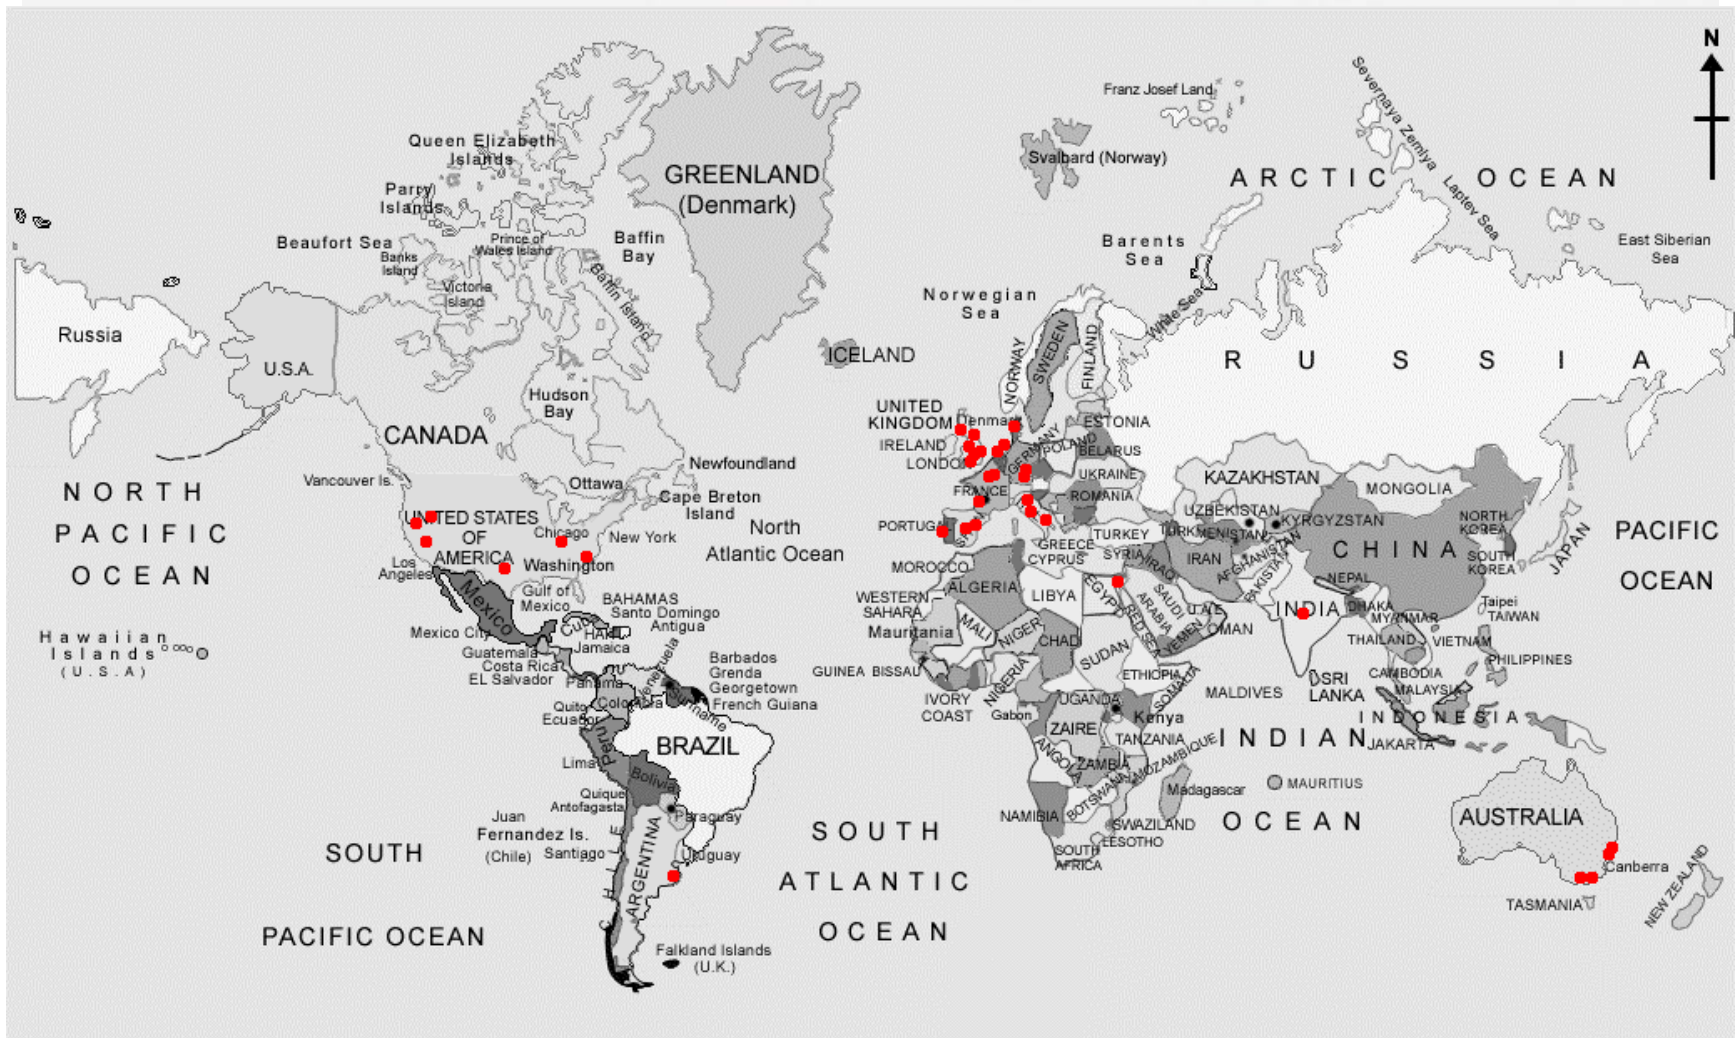 N
Franz Josef Land
Severnaya Zemlya
Queen Elizabeth
Islands
Svalbard (Norway)
GREENLAND
(Denmark)
ARCTIC OCEAN
Laptev Sea
Parry
Islands
Beaufort Sea
Prince of
Wales Island
Baffin
Bay
Banks
Island
Barents
Sea
East Siberian
Sea
Victoria
Island
Baffin Island
Norwegian
Sea
White Sea
Russia
ICELAND
NORWAY
SWEDEN
FINLAND
RUSSIA
U.S.A.
Hudson
Bay
CANADA
UNITED
KINGDOM
Denmark
ESTONIA
IRELAND
GERMANY
POLAND
BELARUS
LONDON
Newfoundland
Vancouver Is.
Ottawa
UKRAINE
KAZAKHSTAN
MONGOLIA
NORTH
PACIFIC
OCEAN
FRANCE
ROMANIA
Cape Breton
Island
UNITED STATES
OF
AMERICA
Chicago
New York
North
Atlantic Ocean
PORTUGAL
SPAIN
UZBEKISTAN
KYRGYZSTAN
TURKEY
TURKMENISTAN
NORTH
KOREA
JAPAN
PACIFIC
OCEAN
GREECE
CYPRUS
SYRIA
IRAQ
IRAN
AFGHANISTAN
CHINA
SOUTH
KOREA
Los
Angeles
Washington
MOROCCO
ALGERIA
LIBYA
EGYPT
PAKISTAN
NEPAL
Mexico
Gulf of
Mexico
BAHAMAS
Santo Domingo
Antigua
WESTERN
SAHARA
RED SEA
SAUDI
ARABIA
U.A.E
OMAN
INDIA
DHAKA
MYANMAR
Taipei
TAIWAN
Hawaiian
Islands
(U.S.A)
Mexico City
Cuba
HAITI
Jamaica
Mauritania
MALI
NIGER
CHAD
SUDAN
YEMEN
THAILAND
VIETNAM
Guatemala
Costa Rica
EL Salvador
Panama
Venezuela
Barbados
Grenda
Georgetown
French Guiana
GUINEA BISSAU
NIGERIA
ETHIOPIA
SOMALIA
MALDIVES
SRI
LANKA
CAMBODIA
MALAYSIA
PHILIPPINES
Quito
Ecuador
Colombia
Suriname
IVORY
COAST
Gabon
UGANDA
Kenya
INDONESIA
Peru
BRAZIL
ZAIRE
TANZANIA
INDIAN
OCEAN
JAKARTA
Lima
Bolivia
ANGOLA
ZAMBIA
MOZAMBIQUE
Quique
Antofagasta
Madagascar
MAURITIUS
Juan
Fernandez Is.
(Chile)
Paraguay
NAMIBIA
BOTSWANA
SWAZILAND
LESOTHO
SOUTH
AFRICA
AUSTRALIA
SOUTH
PACIFIC OCEAN
Santiago
CHILE
ARGENTINA
Uruguay
SOUTH
ATLANTIC
OCEAN
Canberra
TASMANIA
NEW ZEALAND
Falkland Islands
(U.K.)